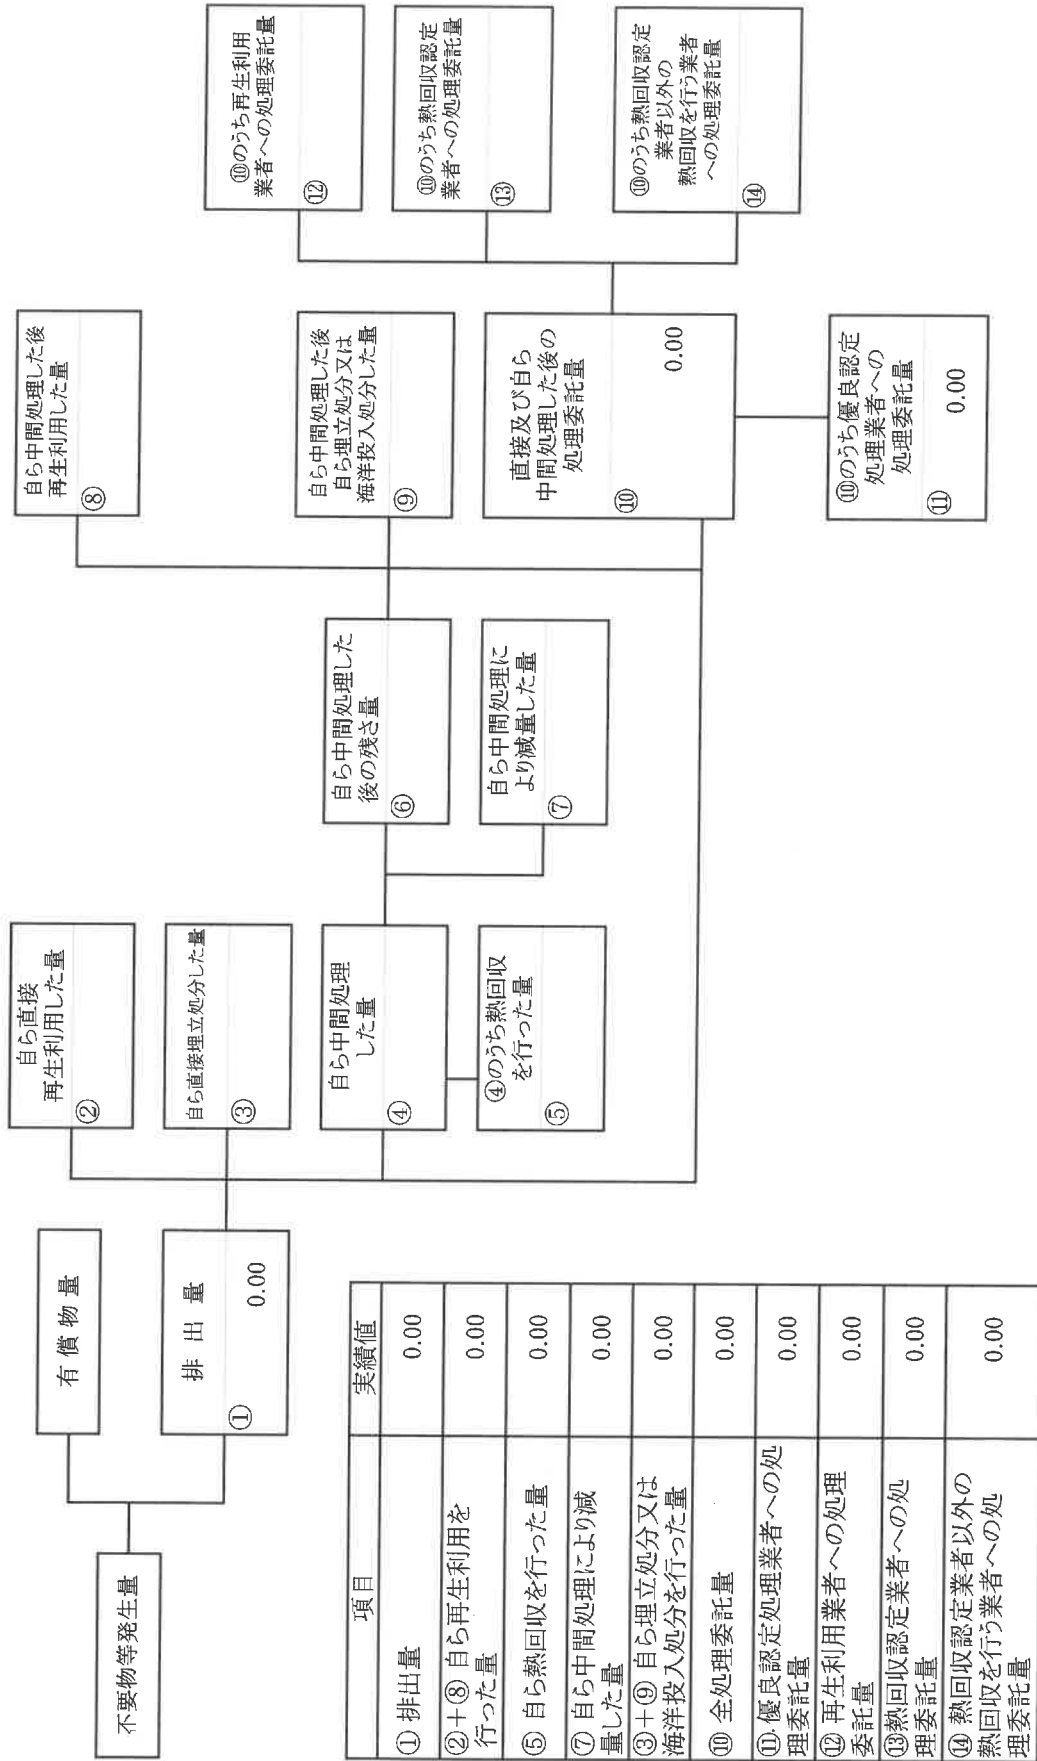 不要物等発生量
有償物量
排出量
①
0.00
自ら直接
再生利用した量
②
自ら直接埋立処分した量
③
自ら中間処理
した量
④
④のうち熱回収
を行った量
⑤
自ら中間処理した
後の残さ量
⑥
自ら中間処理に
より減量した量
⑦
自ら中間処理した後
再生利用した量
⑧
自ら中間処理した後
自ら埋立処分又は
海洋投入処分した量
⑨
直接及び自ら
中間処理した後の
処理委託量
⑩
0.00
⑩のうち優良認定
処理業者への
処理委託量
⑪
0.00
⑩のうち再生利用
業者への処理委託量
⑫
⑩のうち熱回収認定
業者への処理委託量
⑬
⑩のうち熱回収認定
業者以外の
熱回収を行う業者
への処理委託量
⑭
項目 実績値
① 排出量 0.00
②+⑧ 自ら再生利用を
行った量 0.00
⑤ 自ら熱回収を行った量 0.00
⑦ 自ら中間処理により減
量した量 0.00
③+⑨ 自ら埋立処分又は
海洋投入処分を行った量 0.00
⑩ 全処理委託量 0.00
⑪ 優良認定処理業者への処
理委託量 0.00
⑫ 再生利用業者への処理
委託量 0.00
⑬熱回収認定業者への処
理委託量 0.00
⑭ 熱回収認定業者以外の
熱回収を行う業者への処
理委託量 0.00